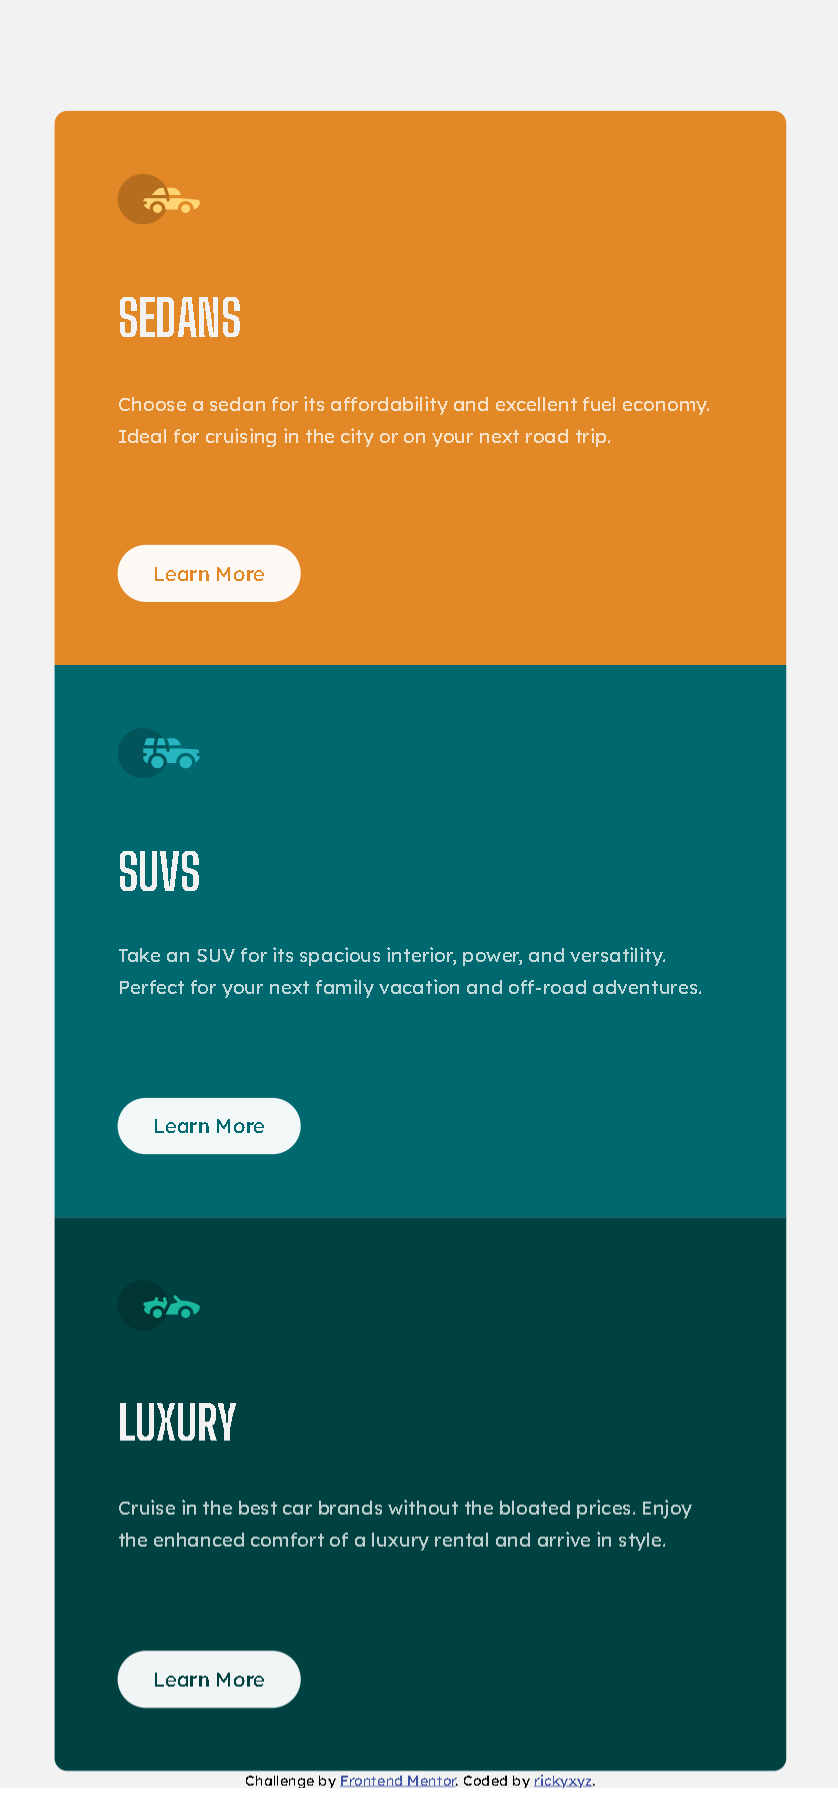 SEDANS
Choose a sedan for its affordability and excellent fuel economy.
Ideal for cruising in the city or on your next road trip.
Learn More
SUVS
Take an SUV for its spacious interior, power, and versatility.
Perfect for your next family vacation and off-road adventures.
Learn More
LUXURY
Cruise in the best car brands without the bloated prices. Enjoy
the enhanced comfort of a luxury rental and arrive in style.
Learn More
Challenge by Frontend Mentor. Coded by rickyxyz.